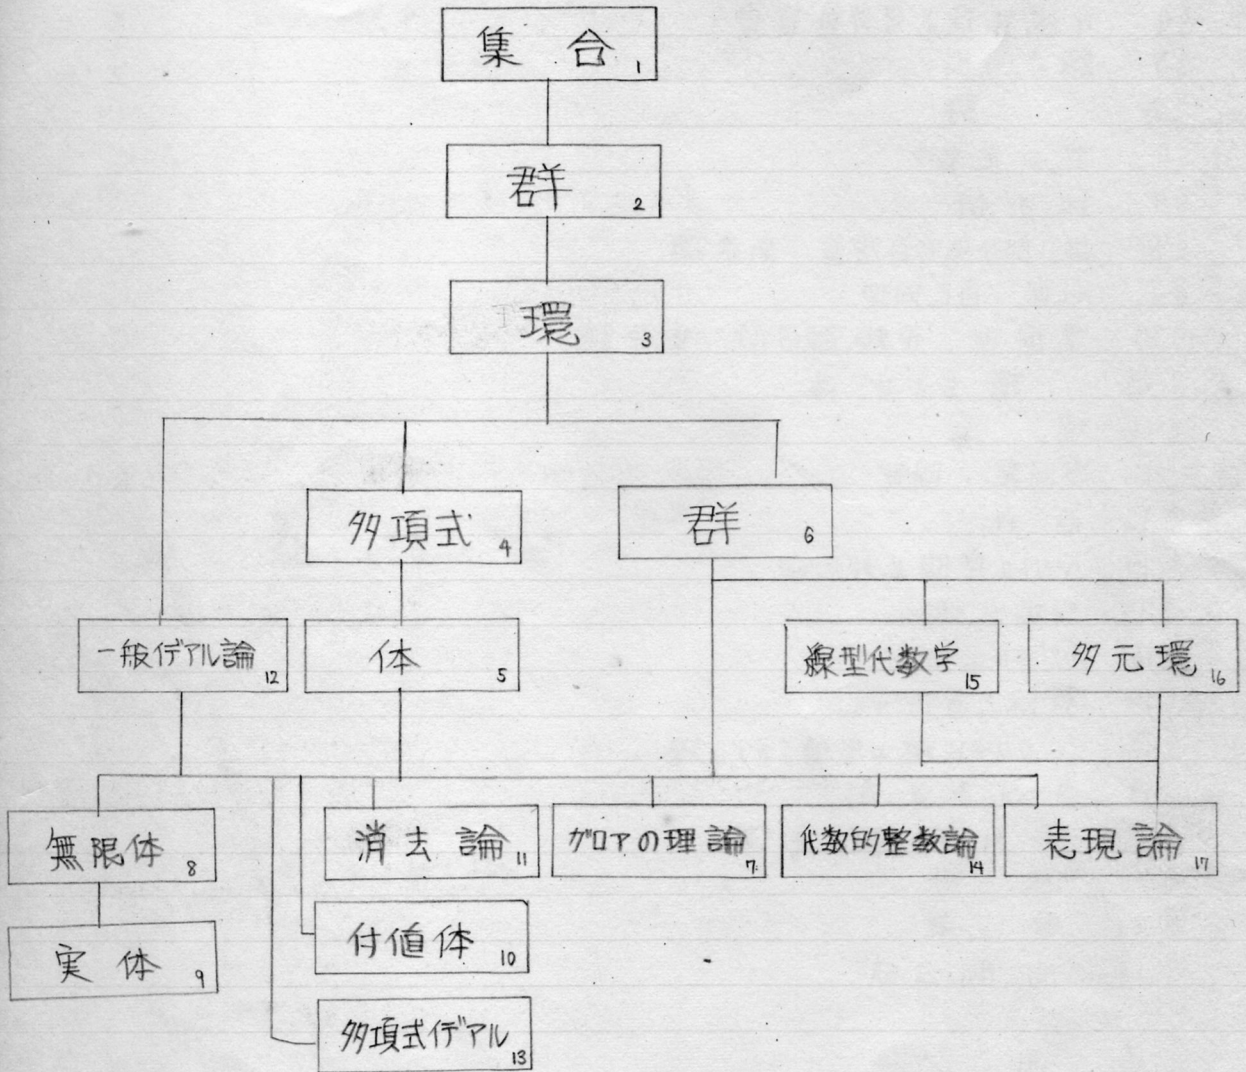 集合 1
群 2
環 3
多項式 4
群 6
一般イデアル論 12
体 5
線型代数学 15
多元環 16
無限体 8
消去論 11
ガロアの理論 7
代数的整数論 14
表現論 17
付値体 10
実体 9
多項式イデアル 13